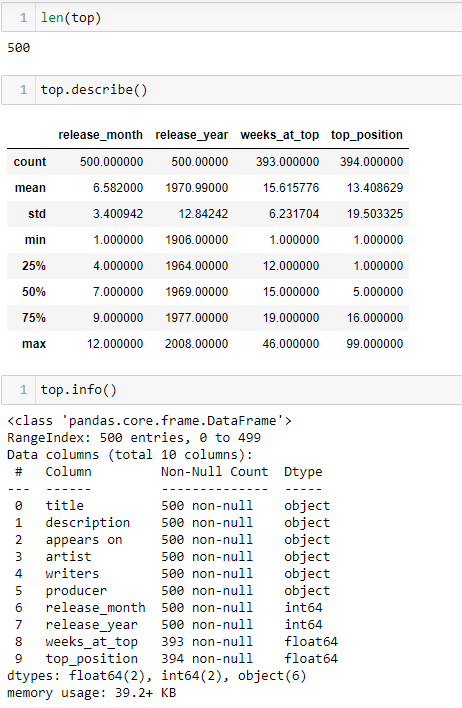 1 len(top)
500
1 top.describe()
release_month release_year weeks_at_top top_position
count 500.000000 500.00000 393.000000 394.000000
mean 6.582000 1970.99000 15.615776 13.408629
std 3.400942 12.84242 6.231704 19.503325
min 1.000000 1906.00000 1.000000 1.000000
25% 4.000000 1964.00000 12.000000 1.000000
50% 7.000000 1969.00000 15.000000 5.000000
75% 9.000000 1977.00000 19.000000 16.000000
max 12.000000 2008.00000 46.000000 99.000000
1 top.info()
<class 'pandas.core.frame.DataFrame'>
RangeIndex: 500 entries, 0 to 499
Data columns (total 10 columns):
# Column Non-Null Count Dtype
--- ------ -------------- -----
0 title 500 non-null object
1 description 500 non-null object
2 appears on 500 non-null object
3 artist 500 non-null object
4 writers 500 non-null object
5 producer 500 non-null object
6 release_month 500 non-null int64
7 release_year 500 non-null int64
8 weeks_at_top 393 non-null float64
9 top_position 394 non-null float64
dtypes: float64(2), int64(2), object(6)
memory usage: 39.2+ KB